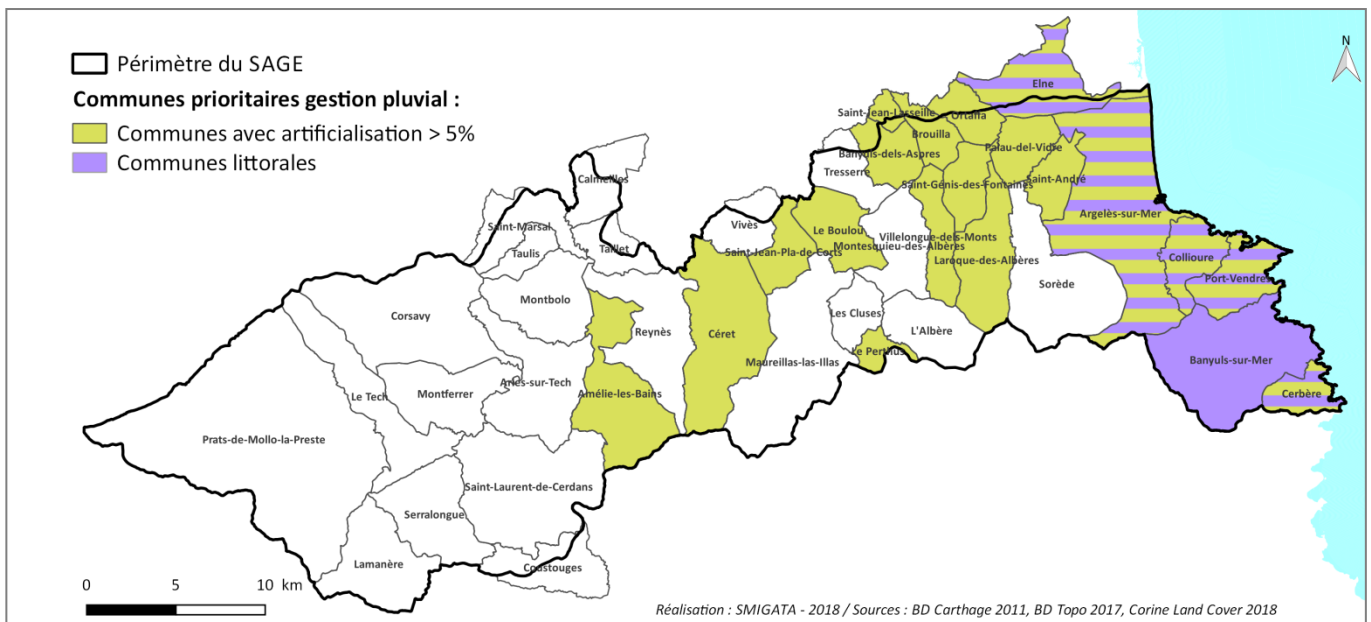 N
Périmètre du SAGE
Communes prioritaires gestion pluvial :
Communes avec artificialisation > 5%
Communes littorales
Elne
Saint-Jean-Lasseille
Ortaffa
Brouilla
Banyuls-dels-Aspres
Palau-del-Vidre
Tresserre
Calmeilles
Saint-Génis-des-Fontaines
Saint-André
Argelès-sur-Mer
Saint-Marsal
Vivès
Le Boulou
Villelongue-dels-Monts
Taulis
Taillet
Saint-Jean-Pla-de-Corts
Montesquieu-des-Albères
Collioure
Laroque-des-Albères
Port-Vendres
Sorède
Montbolo
Corsavy
Reynès
Céret
Les Cluses
L'Albère
Le Perthus
Maureillas-las-Illas
Banyuls-sur-Mer
Arles-sur-Tech
Montferrer
Amélie-les-Bains
Cerbère
Le Tech
Prats-de-Mollo-la-Preste
Saint-Laurent-de-Cerdans
Serralongue
Lamanère
Coustouges
0 5 10 km
Réalisation : SMIGATA - 2018 / Sources : BD Carthage 2011, BD Topo 2017, Corine Land Cover 2018